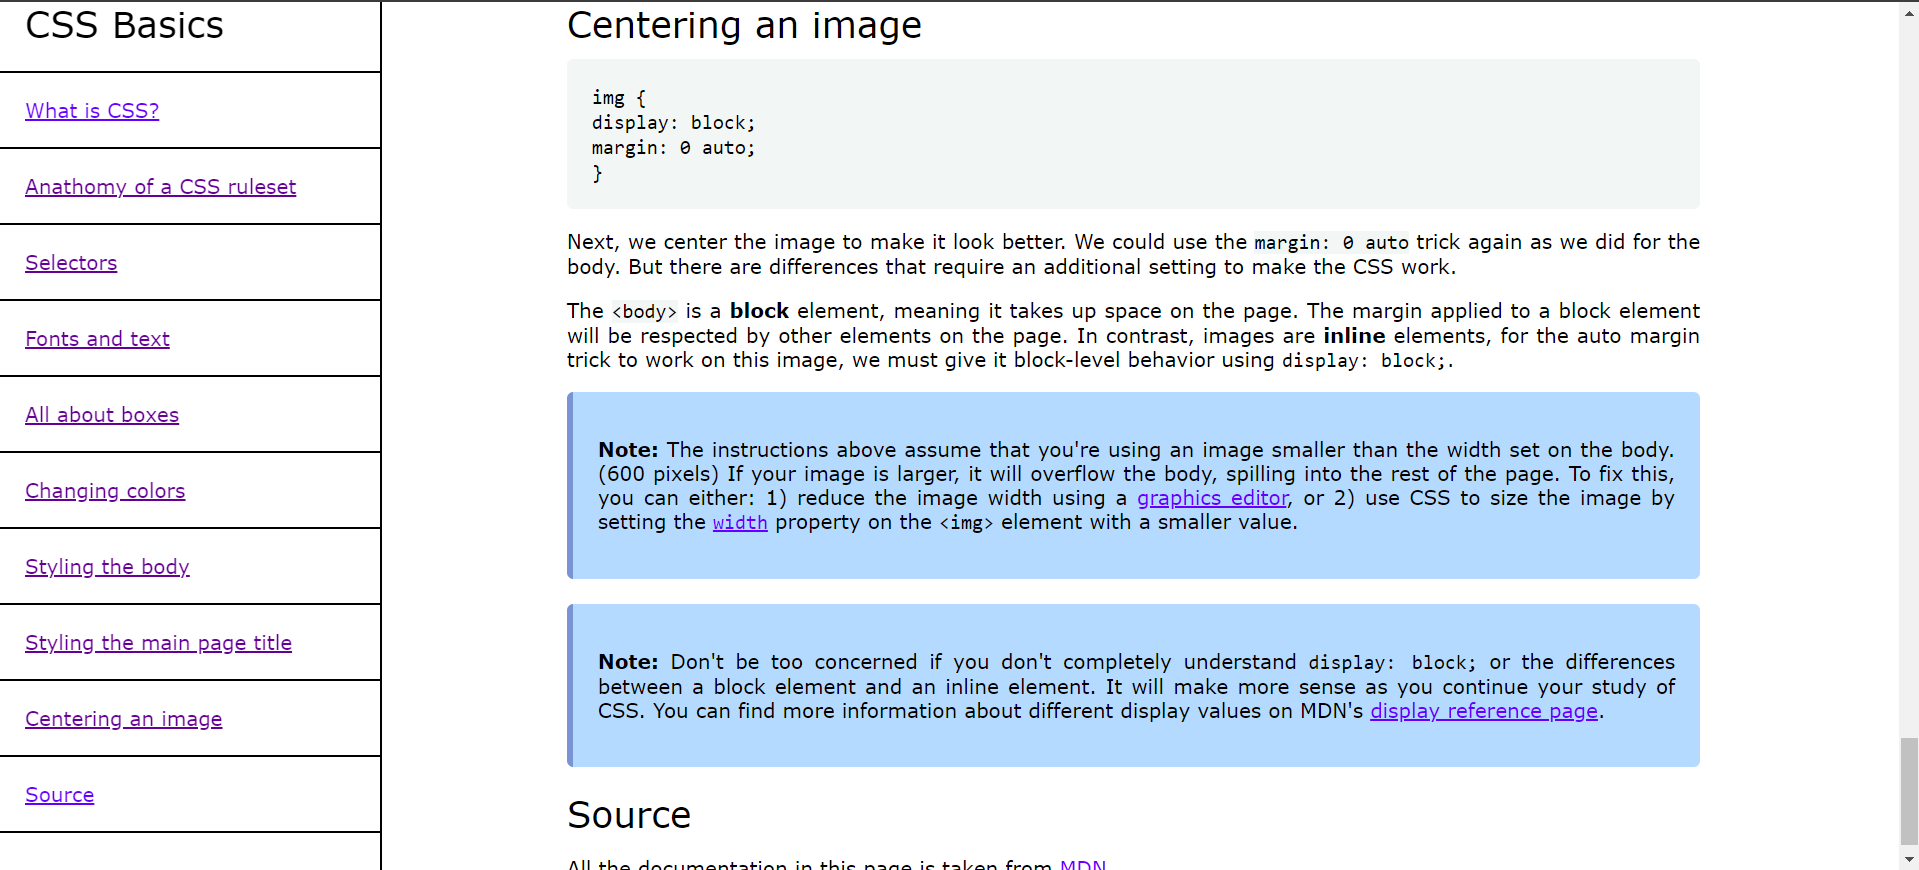 CSS Basics
What is CSS?
Anathomy of a CSS ruleset
Selectors
Fonts and text
All about boxes
Changing colors
Styling the body
Styling the main page title
Centering an image
Source
Centering an image
img {
display: block;
margin: 0 auto;
}
Next, we center the image to make it look better. We could use the margin: 0 auto trick again as we did for the
body. But there are differences that require an additional setting to make the CSS work.
The <body> is a block element, meaning it takes up space on the page. The margin applied to a block element
will be respected by other elements on the page. In contrast, images are inline elements, for the auto margin
trick to work on this image, we must give it block-level behavior using display: block;.
Note: The instructions above assume that you're using an image smaller than the width set on the body.
(600 pixels) If your image is larger, it will overflow the body, spilling into the rest of the page. To fix this,
you can either: 1) reduce the image width using a graphics editor, or 2) use CSS to size the image by
setting the width property on the <img> element with a smaller value.
Note: Don't be too concerned if you don't completely understand display: block; or the differences
between a block element and an inline element. It will make more sense as you continue your study of
CSS. You can find more information about different display values on MDN's display reference page.
Source
All the documentation in this page is taken from MDN